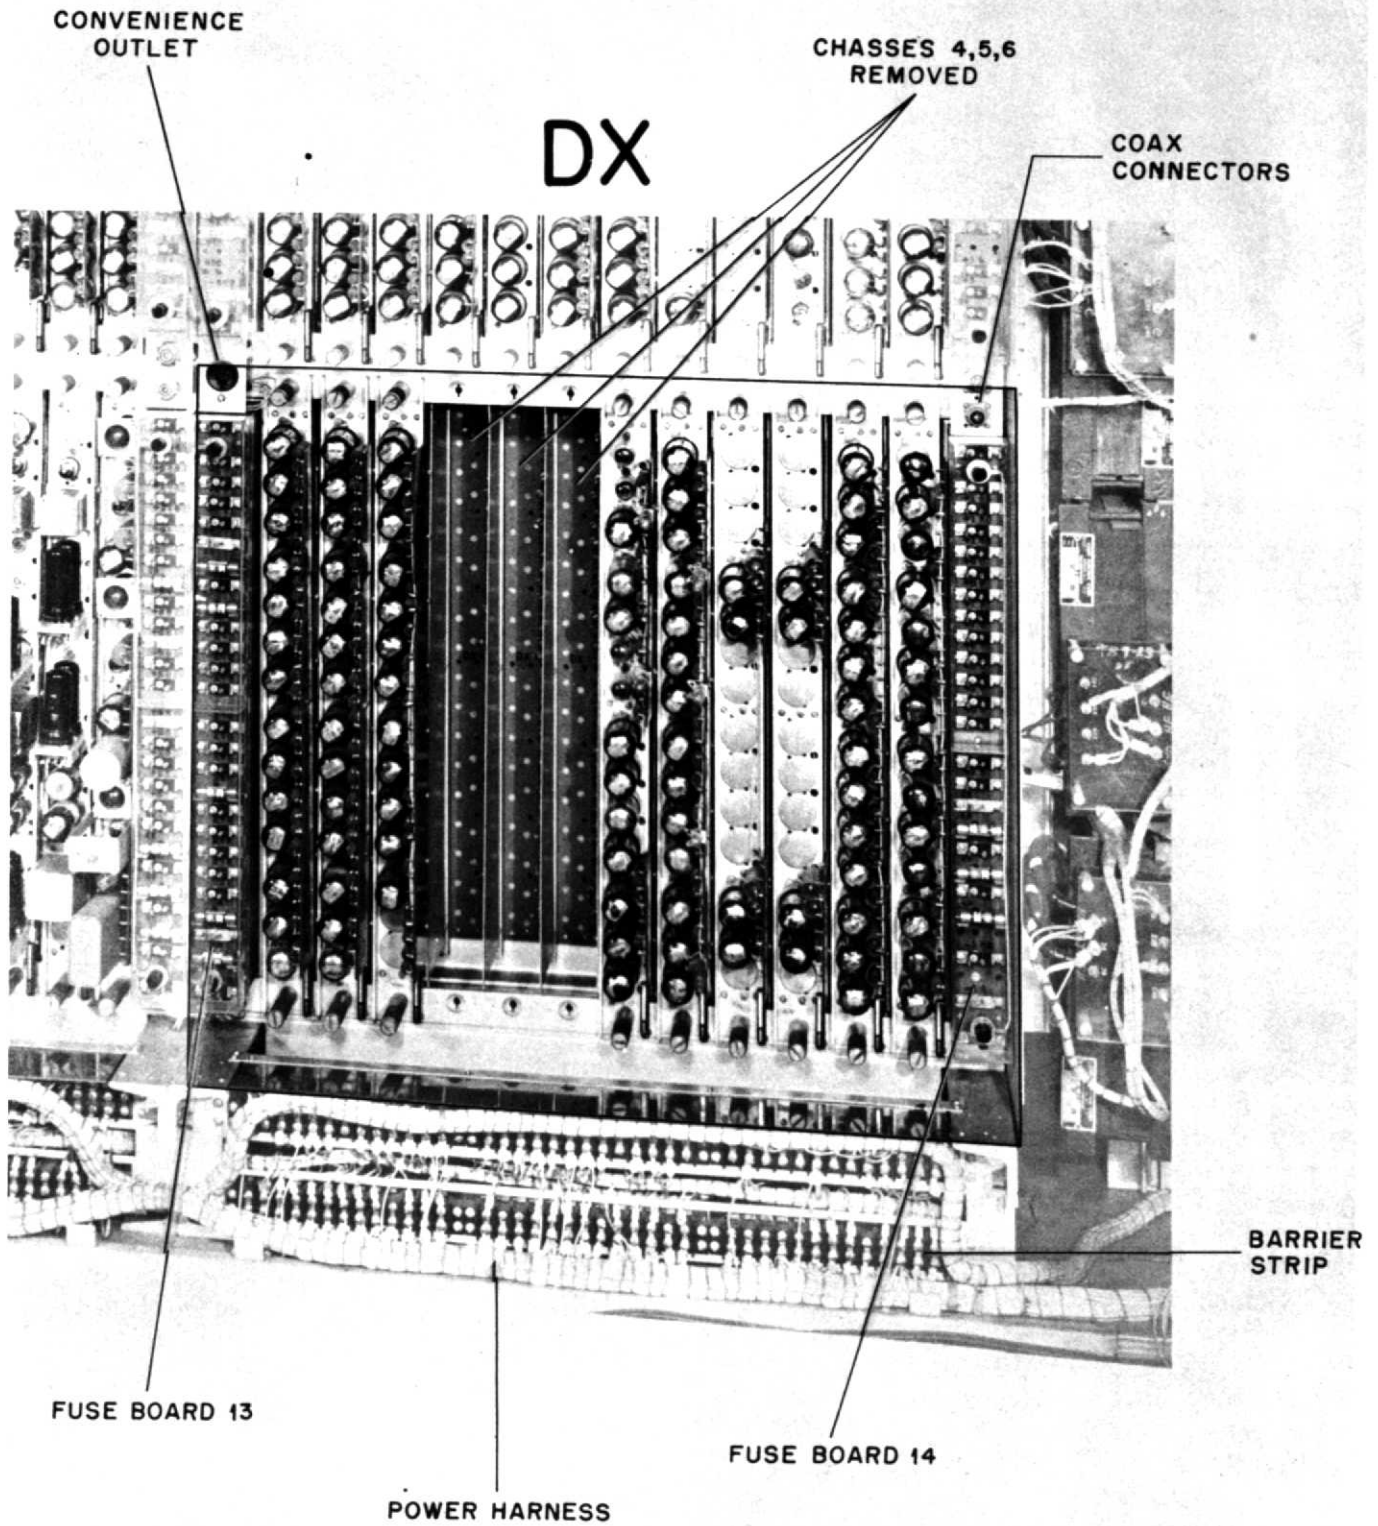 CONVENIENCE
OUTLET
CHASSES 4,5,6
REMOVED
DX
COAX
CONNECTORS
BARRIER
STRIP
FUSE BOARD 13
FUSE BOARD 14
POWER HARNESS